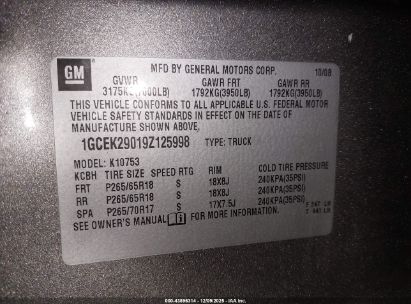 GM
MFD BY GENERAL MOTORS CORP. 10/08
GVWR GAWR FRT GAWR RR
3175KG(7000LB) 1792KG(3950LB) 1792KG(3950LB)
THIS VEHICLE CONFORMS TO ALL APPLICABLE U.S. FEDERAL MOTOR
VEHICLE SAFETY STANDARDS IN EFFECT ON THE DATE OF
MANUFACTURE SHOWN ABOVE.
1GCEK29019Z125998 TYPE: TRUCK
MODEL: K10753
KCBH TIRE SIZE SPEED RTG RIM COLD TIRE PRESSURE
FRT P265/65R18 S 18X8J 240KPA(35PSI)
RR P265/65R18 S 18X8J 240KPA(35PSI)
SPA P265/70R17 S 17X7.5J 240KPA(35PSI)
SEE OWNER'S MANUAL FOR MORE INFORMATION.